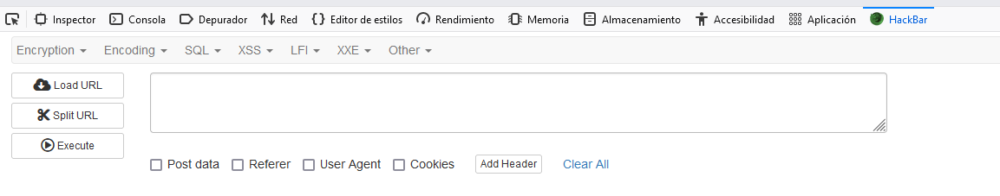 Inspector Consola Depurador Red Editor de estilos Rendimiento Memoria Almacenamiento Accesibilidad Aplicación HackBar
Encryption Encoding SQL XSS LFI XXE Other
Load URL
Split URL
Execute
Post data Referer User Agent Cookies Add Header Clear All